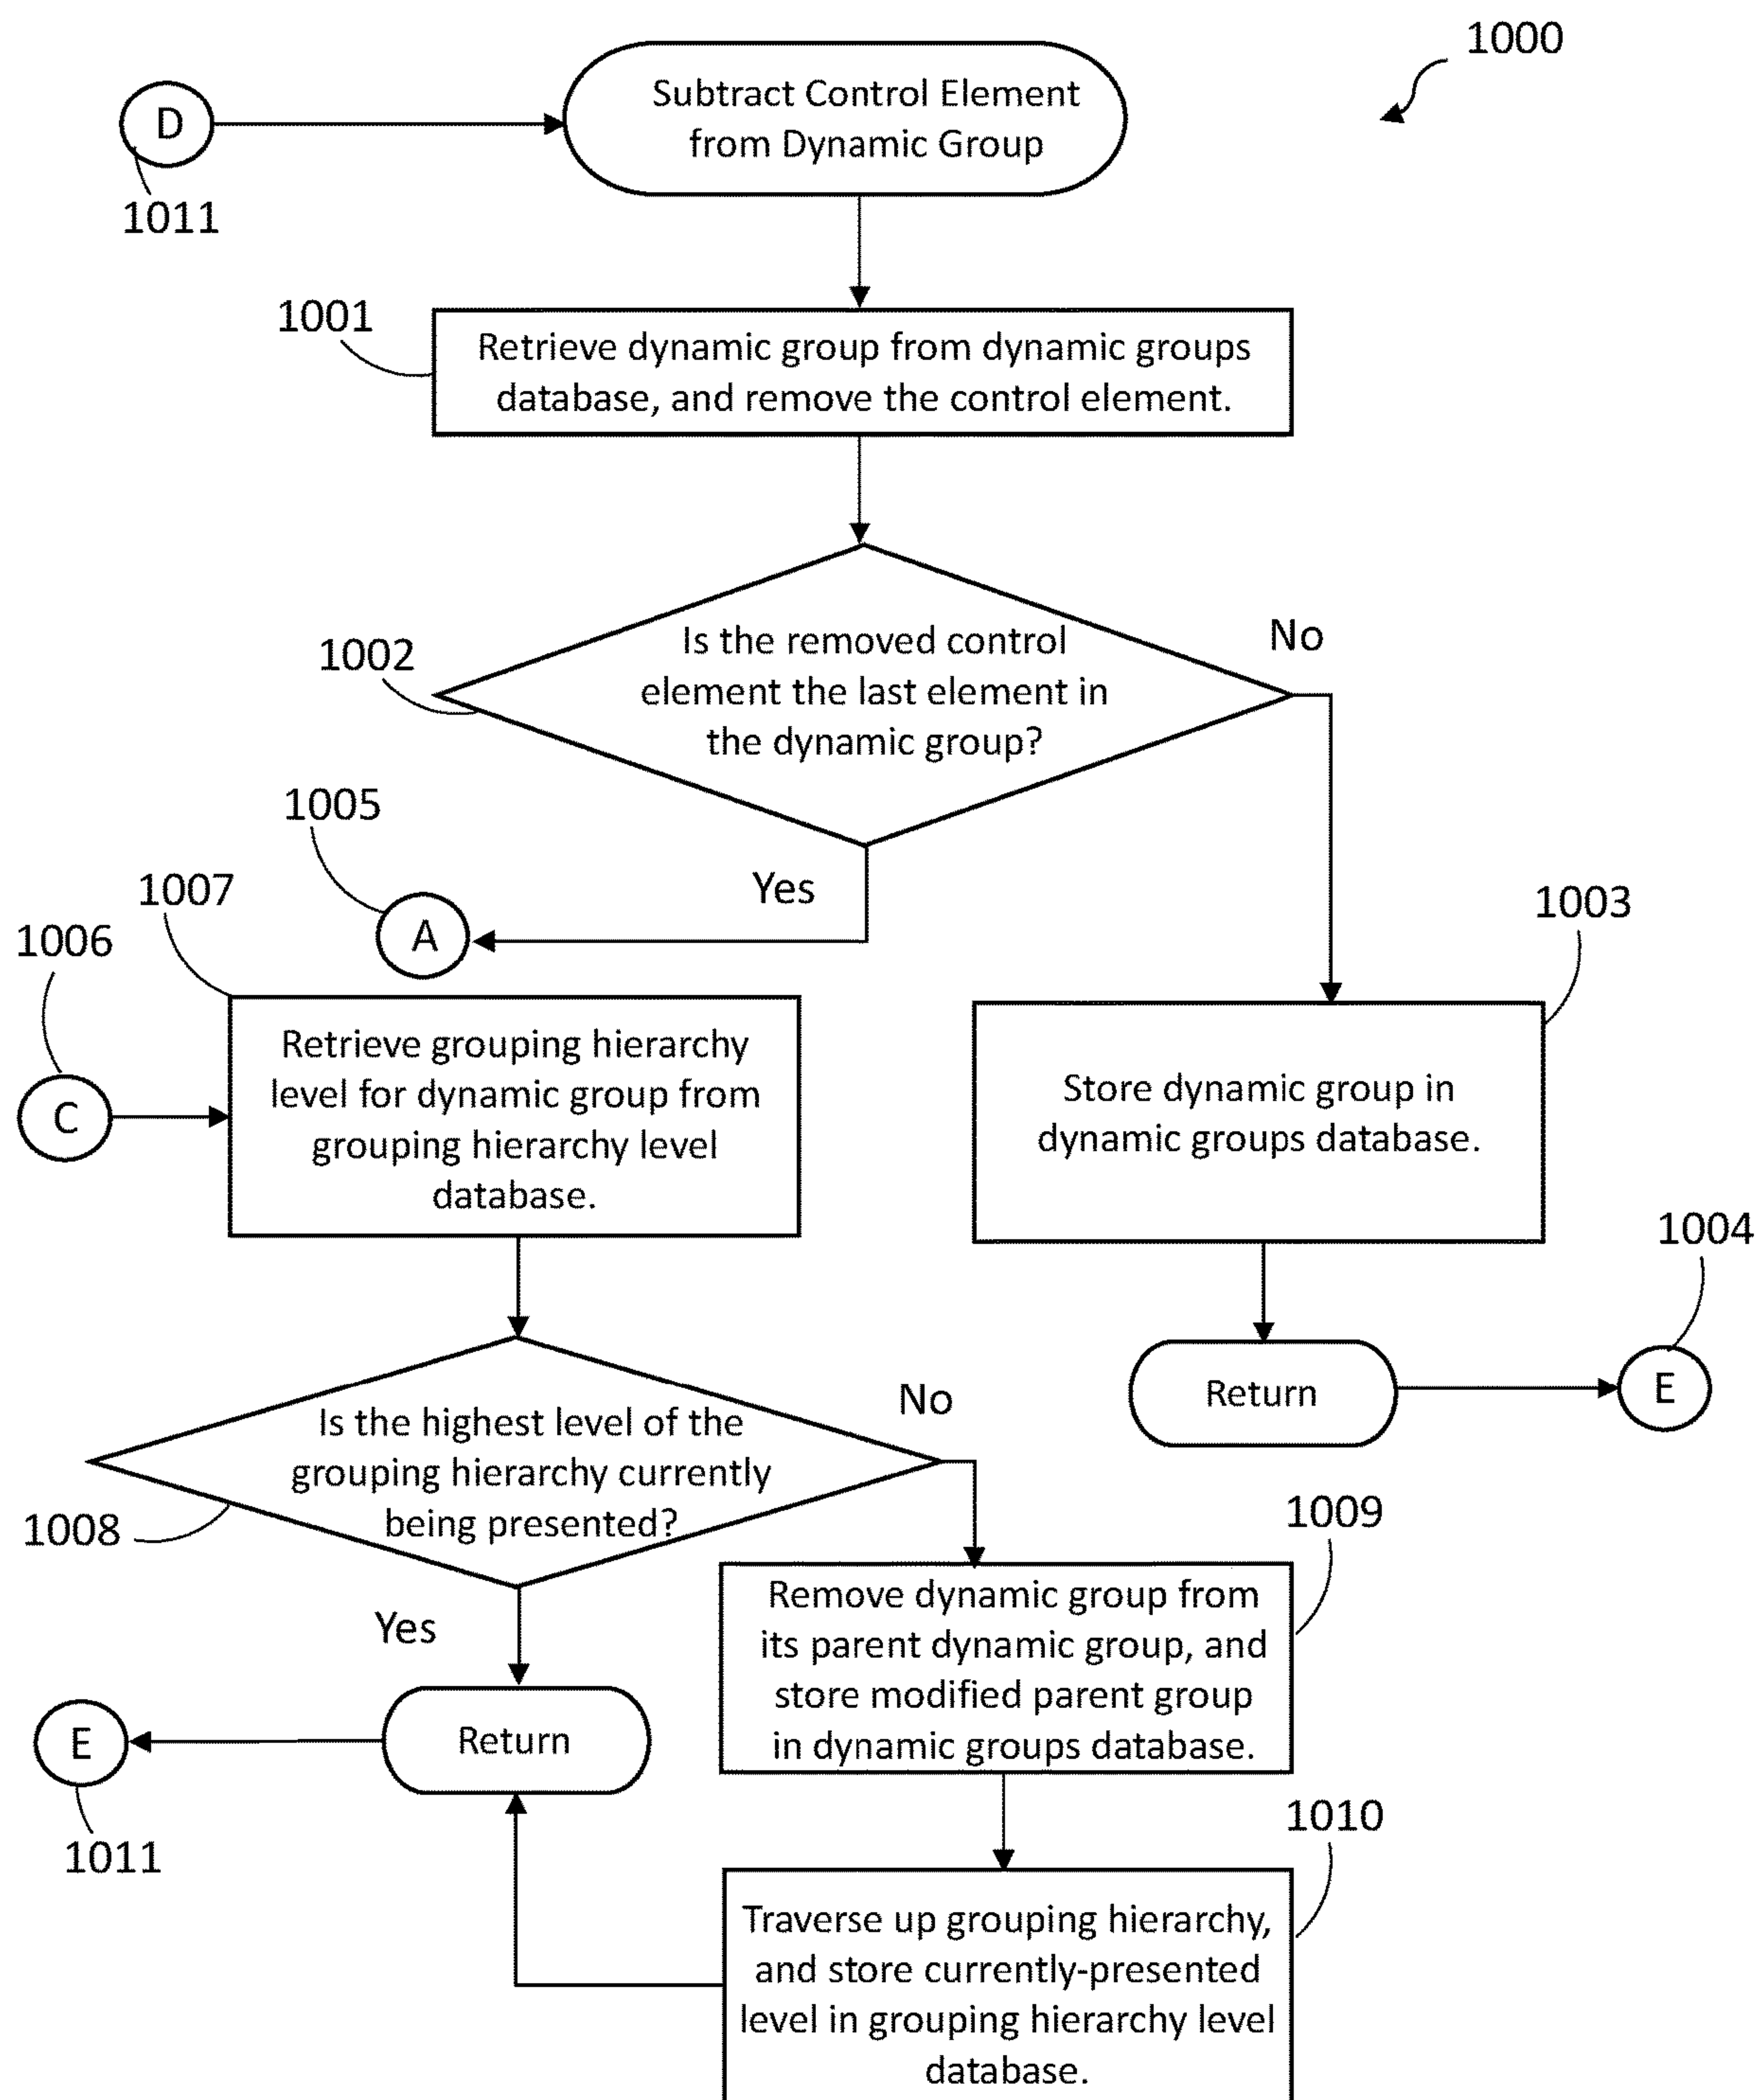 1000
D
Subtract Control Element
from Dynamic Group
1011
1001
Retrieve dynamic group from dynamic groups
database, and remove the control element.
1002
Is the removed control
element the last element in
the dynamic group?
No
Yes
1005
A
1007
1006
C
Retrieve grouping hierarchy
level for dynamic group from
grouping hierarchy level
database.
1003
Store dynamic group in
dynamic groups database.
1004
Return
E
1008
Is the highest level of the
grouping hierarchy currently
being presented?
No
Yes
1009
Remove dynamic group from
its parent dynamic group, and
store modified parent group
in dynamic groups database.
Return
E
1011
1010
Traverse up grouping hierarchy,
and store currently-presented
level in grouping hierarchy level
database.